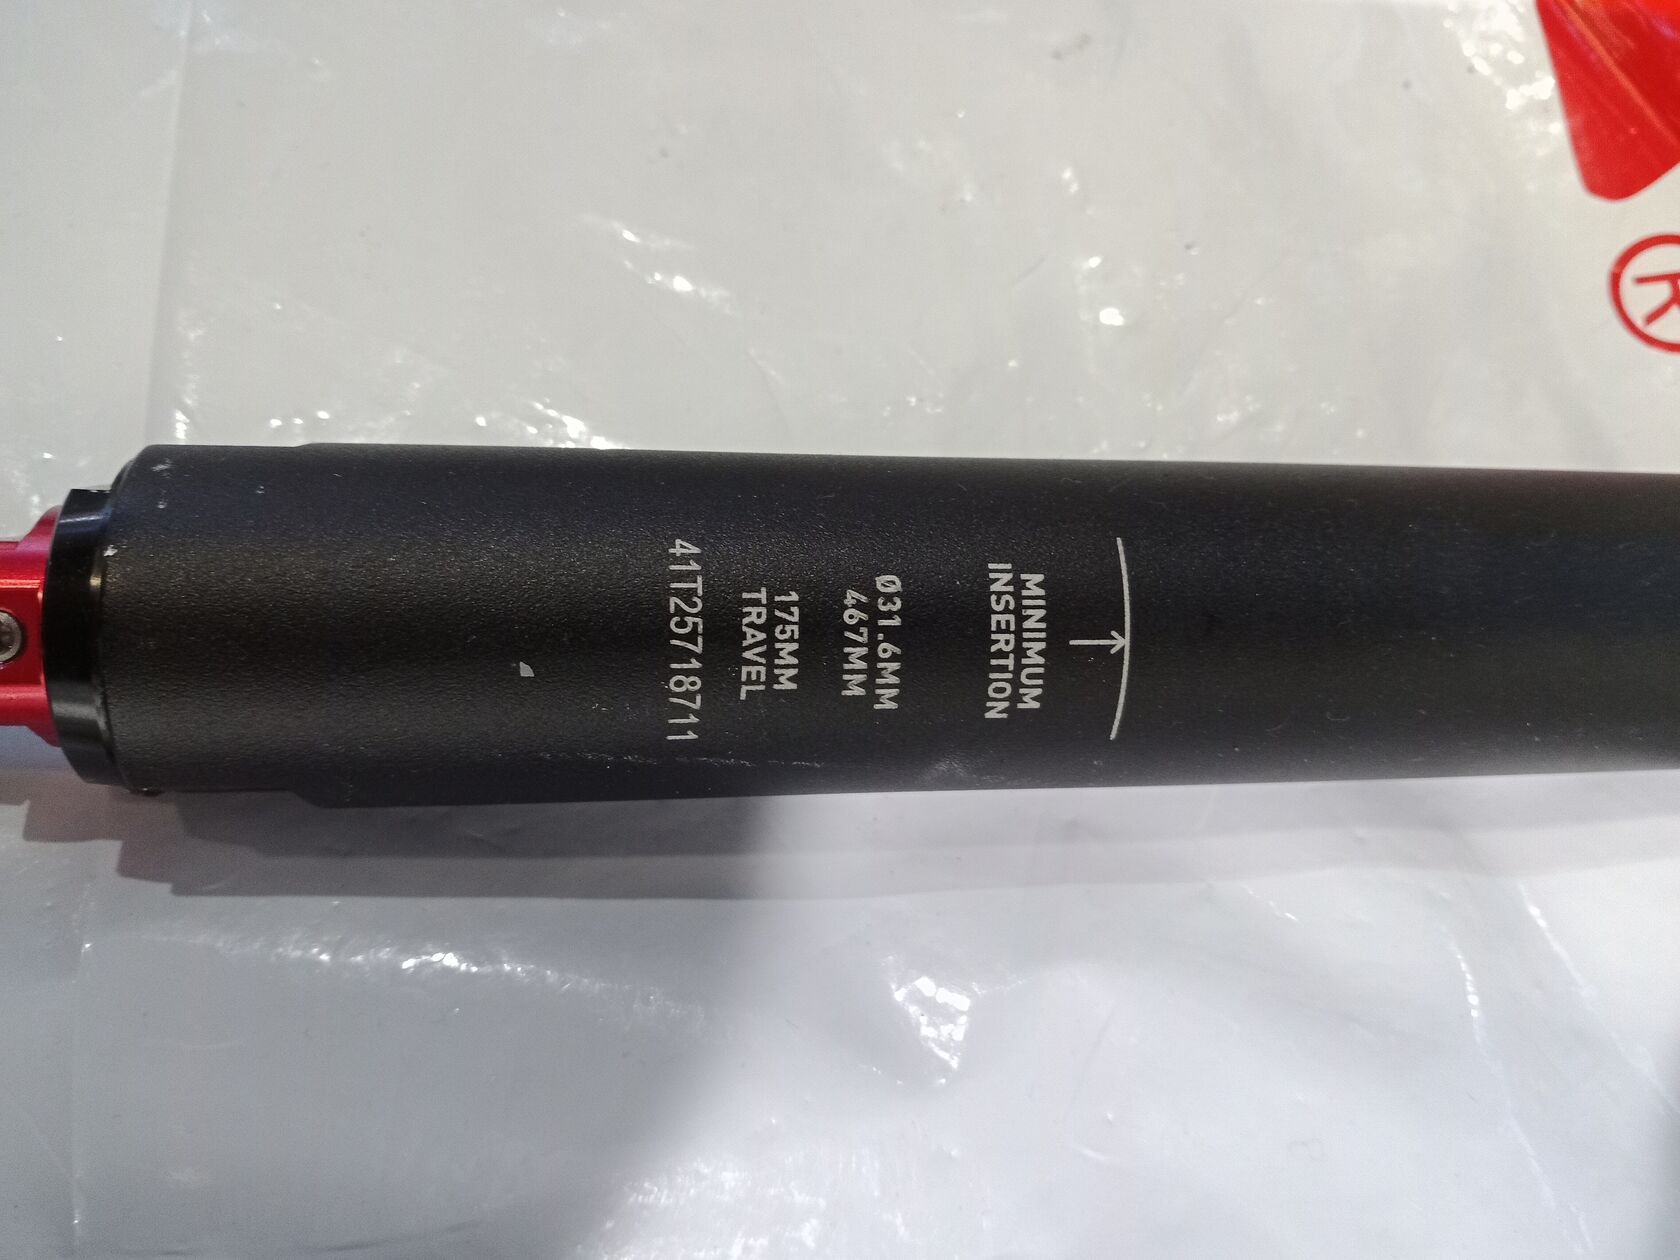 MINIMUM
INSERTION
Ø31.6MM
467MM
175MM
TRAVEL
41T25718711
®